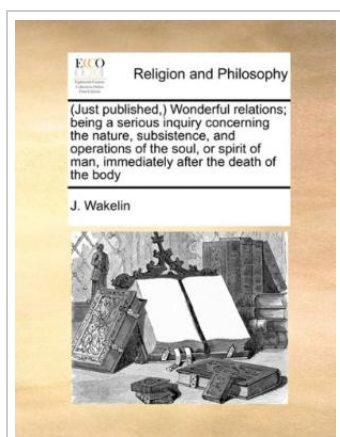 ECCO
Religion and Philosophy
(Just published,) Wonderful relations;
being a serious inquiry concerning
the nature, subsistence, and
operations of the soul, or spirit of
man, immediately after the death of
the body
J. Wakelin